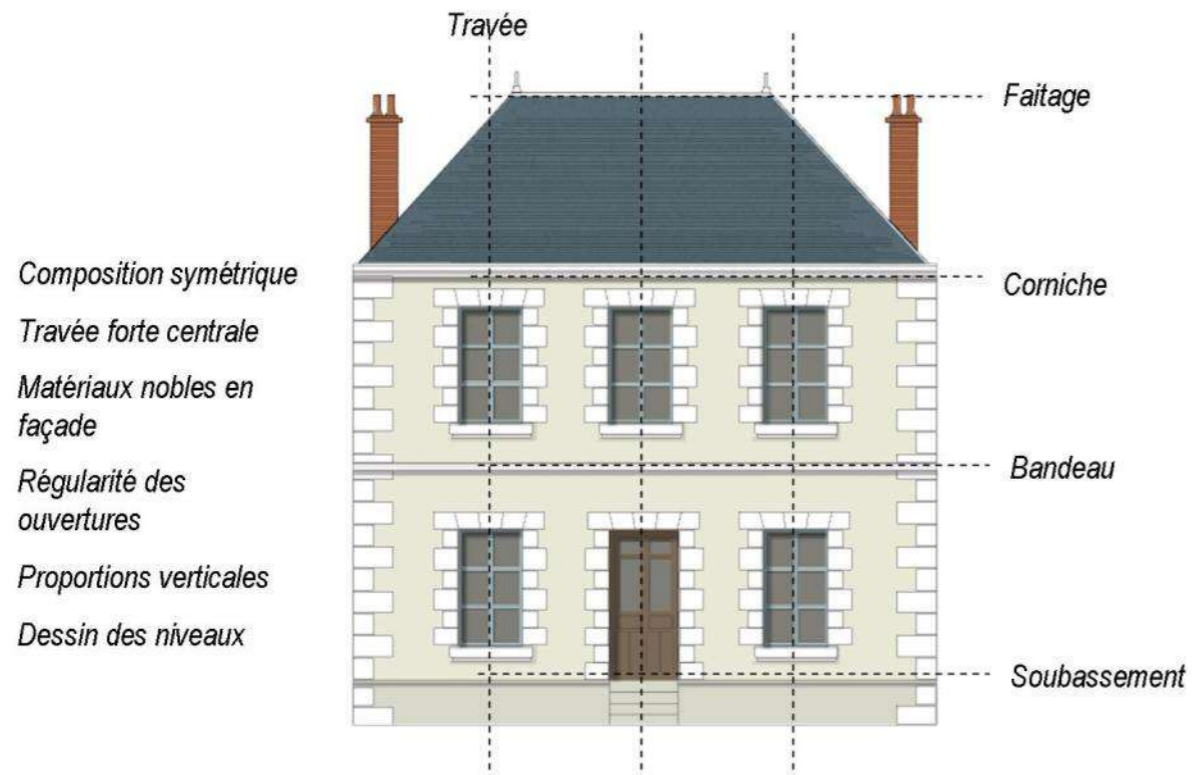 Travée
Faitage
Composition symétrique
Corniche
Travée forte centrale
Matériaux nobles en
façade
Bandeau
Régularité des
ouvertures
Proportions verticales
Dessin des niveaux
Soubassement